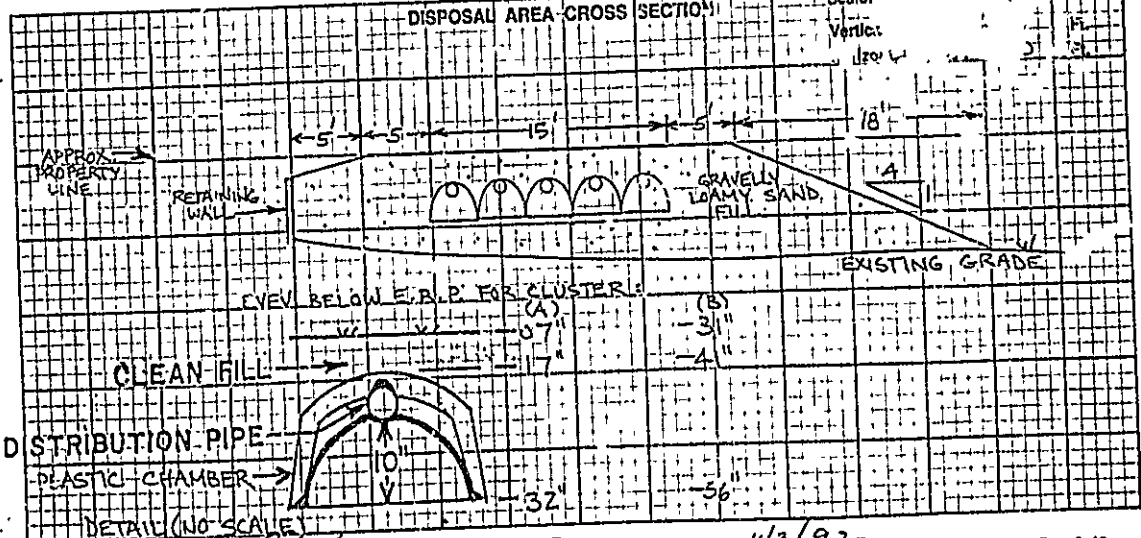 DISPOSAL AREA CROSS SECTION
Scale:
Vertical:
5' 5' 15' 5' 18"
APPROX.
PROPERTY
LINE
RETAINING
WALL
GRAVELLY
LOAMY SAND
FILL
4
1
EXISTING GRADE
ELEV. BELOW E.R.P. FOR CLUSTER:
(A) (B)
07" -31"
CLEAN FILL 17"
DISTRIBUTION PIPE
10"
PLASTIC CHAMBER
32" -56"
DETAIL (NO SCALE)